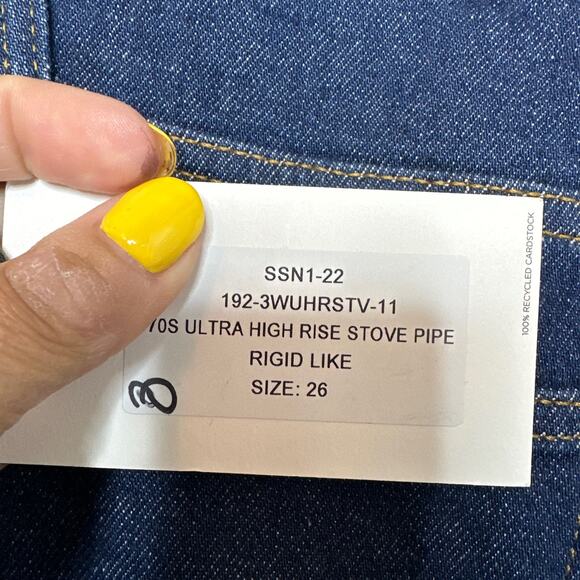 SSN1-22
192-3WUHRSTV-11
70S ULTRA HIGH RISE STOVE PIPE
RIGID LIKE
SIZE: 26
100% RECYCLED CARDSTOCK.